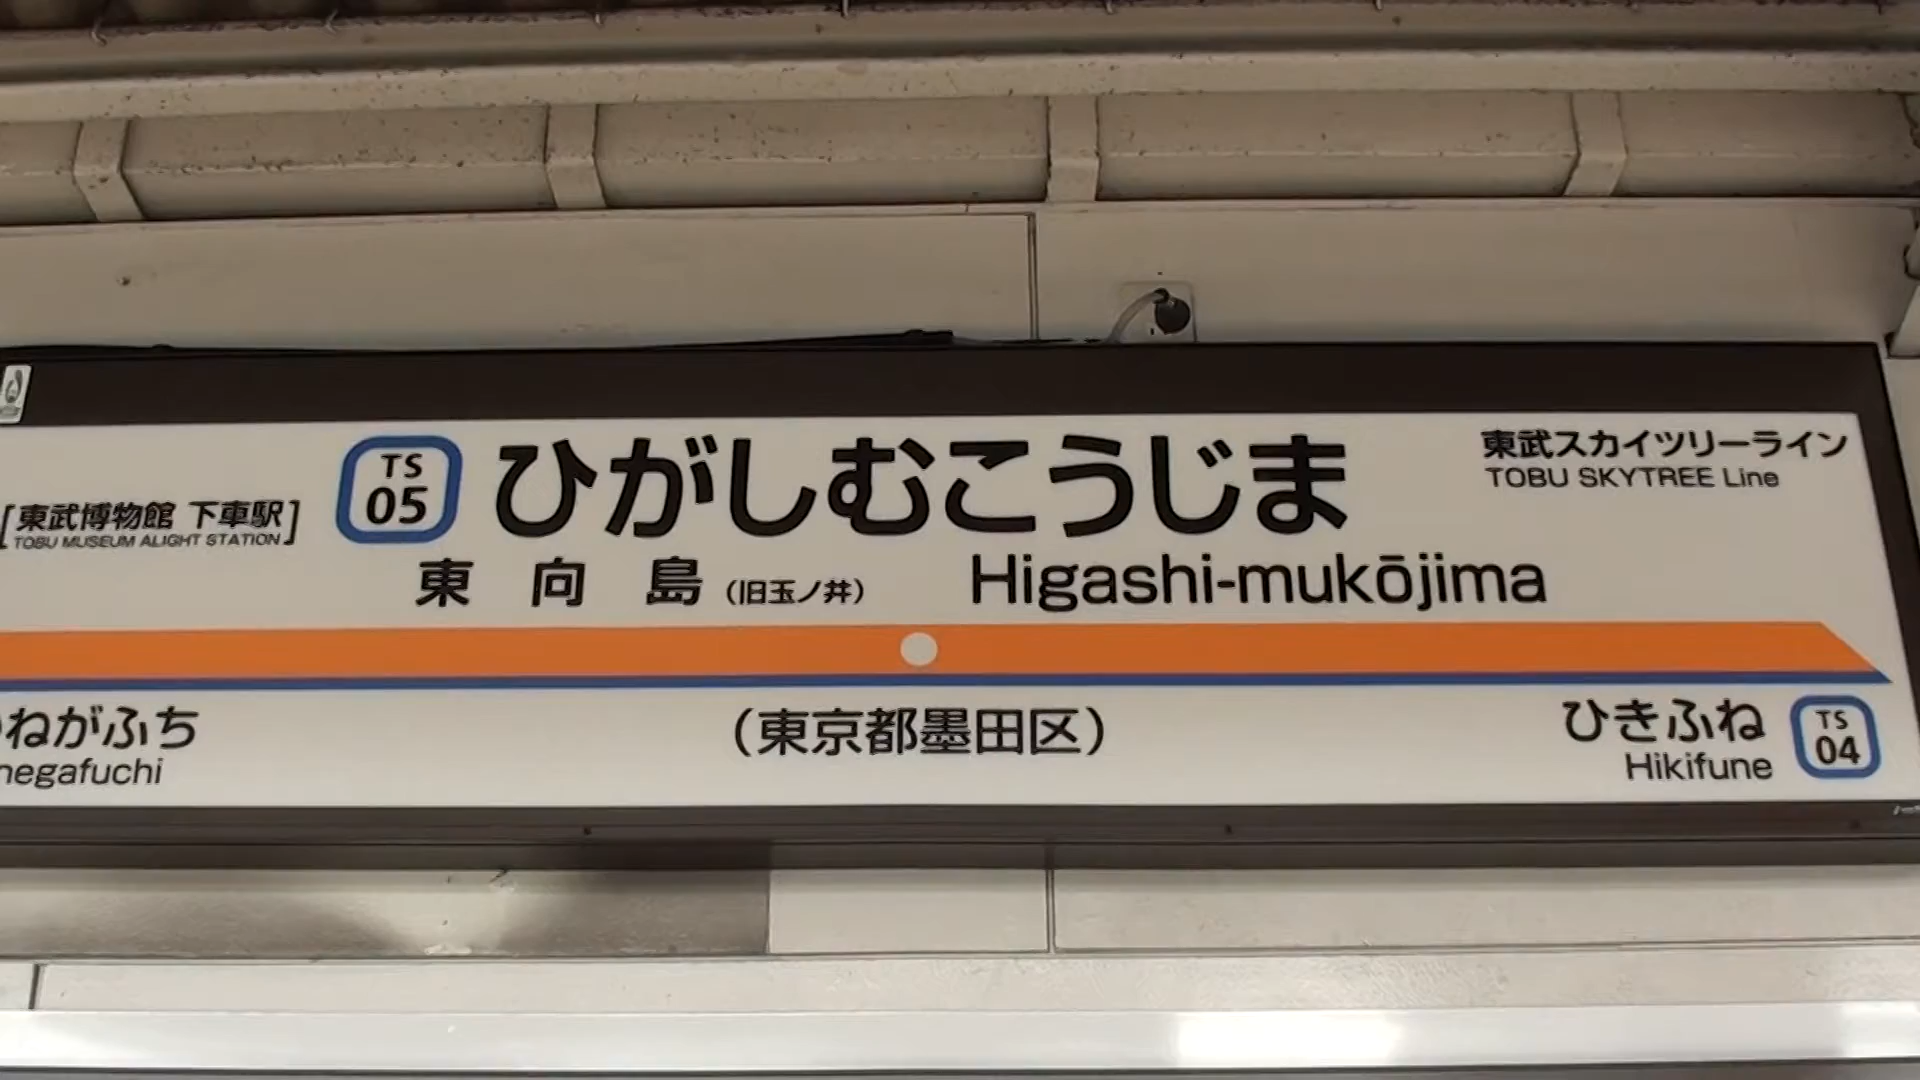 TS
05
ひがしむこうじま
東武スカイツリーライン
TOBU SKYTREE Line
[東武博物館 下車駅]
TOBU MUSEUM ALIGHT STATION
東向島(旧玉ノ井)
Higashi-mukōjima
ねがふち
negafuchi
(東京都墨田区)
ひきふね
Hikifune
TS
04